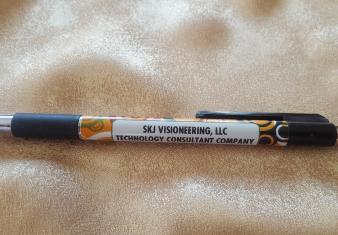 SKJ VISIONEERING, LLC
TECHNOLOGY CONSULTANT COMPANY